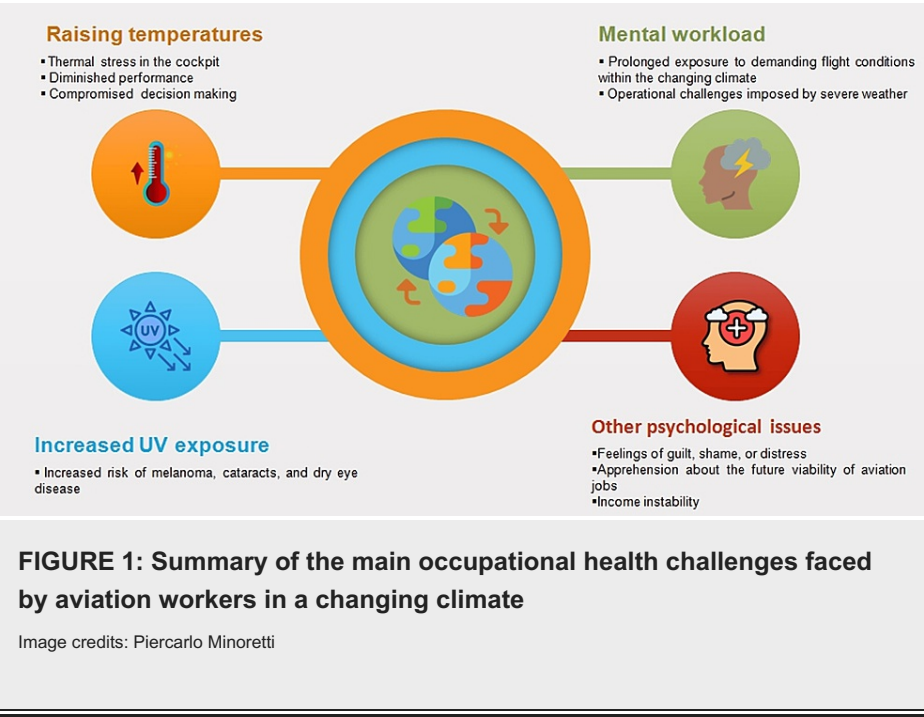 Raising temperatures
▪ Thermal stress in the cockpit
▪ Diminished performance
▪ Compromised decision making
Mental workload
▪ Prolonged exposure to demanding flight conditions
within the changing climate
▪ Operational challenges imposed by severe weather
UV
Increased UV exposure
▪ Increased risk of melanoma, cataracts, and dry eye
disease
Other psychological issues
▪Feelings of guilt, shame, or distress
▪Apprehension about the future viability of aviation
jobs
▪Income instability
FIGURE 1: Summary of the main occupational health challenges faced
by aviation workers in a changing climate
Image credits: Piercarlo Minoretti